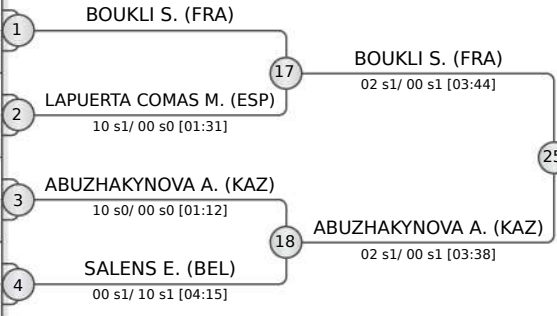 BOUKLI S. (FRA)
1
17
BOUKLI S. (FRA)
02 s1/ 00 s1 [03:44]
2
LAPUERTA COMAS M. (ESP)
10 s1/ 00 s0 [01:31]
25
3
ABUZHAKYNOVA A. (KAZ)
10 s0/ 00 s0 [01:12]
18
ABUZHAKYNOVA A. (KAZ)
02 s1/ 00 s1 [03:38]
4
SALENS E. (BEL)
00 s1/ 10 s1 [04:15]